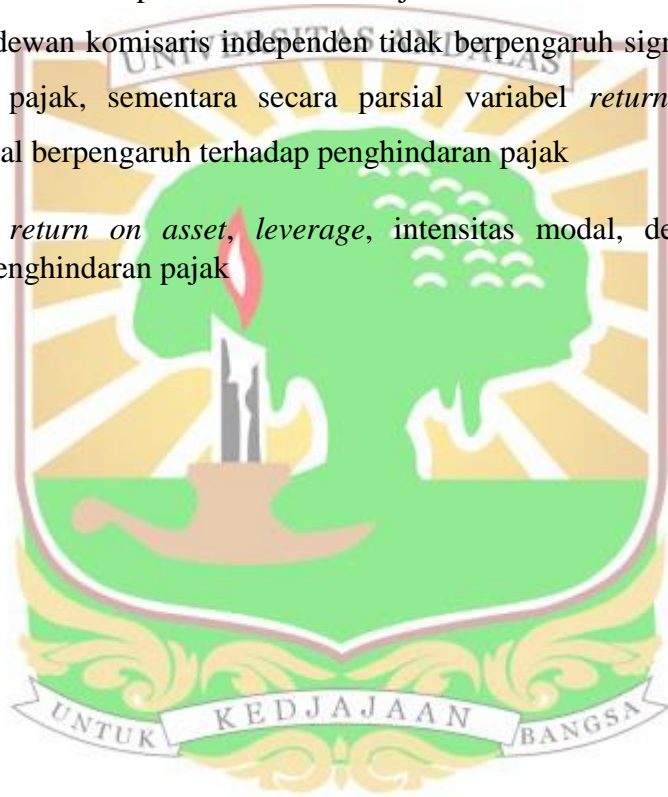 UNIVERSITAS ANDALAS
dewan komisaris independen tidak berpengaruh sign
pajak, sementara secara parsial variabel return
al berpengaruh terhadap penghindaran pajak
return on asset, leverage, intensitas modal, de
enghindaran pajak
UNTUK KEDJAJAAN BANGSA